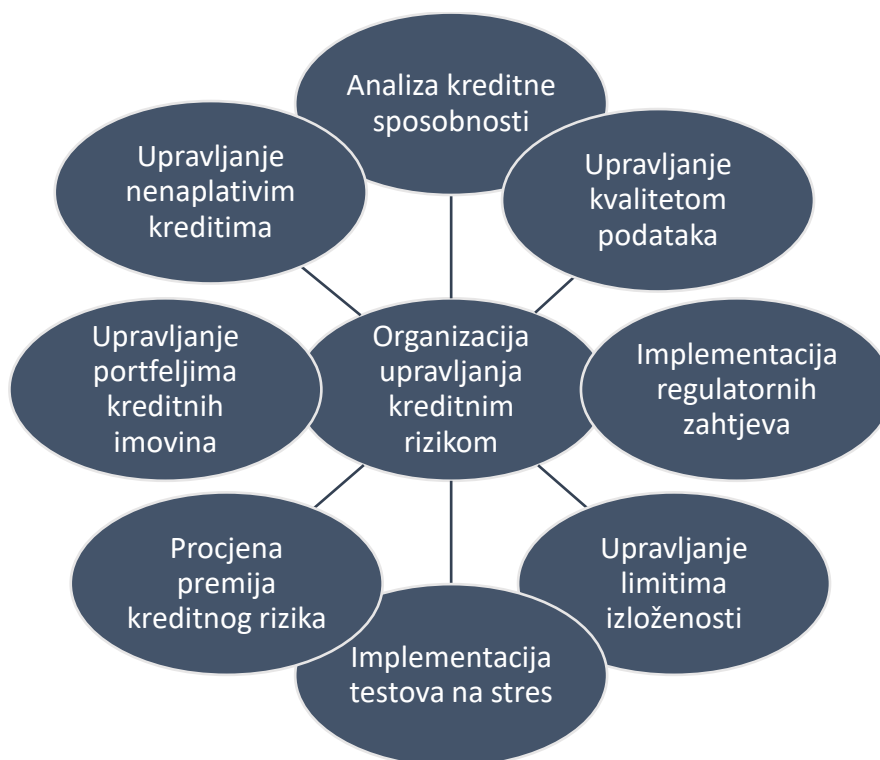 Analiza kreditne
sposobnosti
Upravljanje
kvalitetom
podataka
Implementacija
regulatornih
zahtjeva
Upravljanje
limitima
izloženosti
Implementacija
testova na stres
Procjena
premija
kreditnog rizika
Upravljanje
portfeljima
kreditnih
imovina
Upravljanje
nenaplativim
kreditima
Organizacija
upravljanja
kreditnim
rizikom